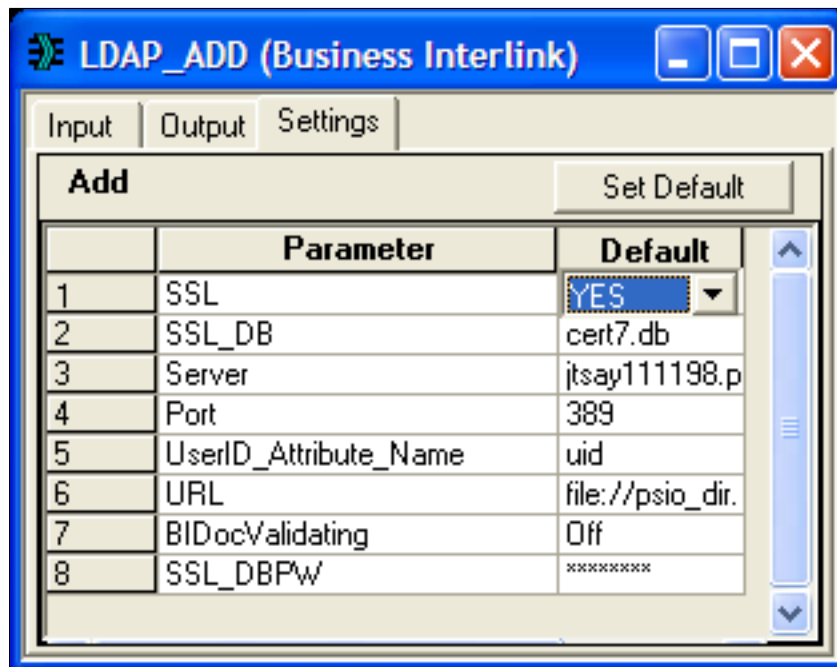 LDAP_ADD (Business Interlink)
Input Output Settings
Add Set Default
Parameter Default
1 SSL YES
2 SSL_DB cert7.db
3 Server jtsay111198.p
4 Port 389
5 UserID_Attribute_Name uid
6 URL file://psio_dir.
7 BIDocValidating Off
8 SSL_DBPW ********